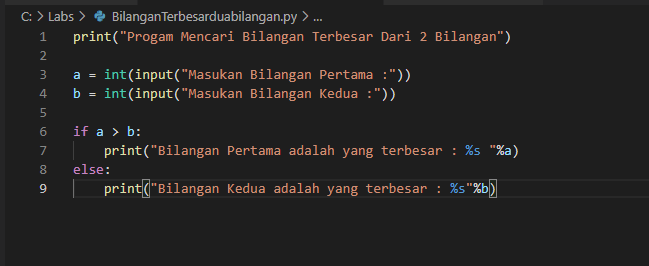 C: > Labs > BilanganTerbesarduabilangan.py > ...
1 print("Progam Mencari Bilangan Terbesar Dari 2 Bilangan")
2
3 a = int(input("Masukan Bilangan Pertama :"))
4 b = int(input("Masukan Bilangan Kedua :"))
5
6 if a > b:
7 print("Bilangan Pertama adalah yang terbesar : %s "%a)
8 else:
9 print("Bilangan Kedua adalah yang terbesar : %s"%b)